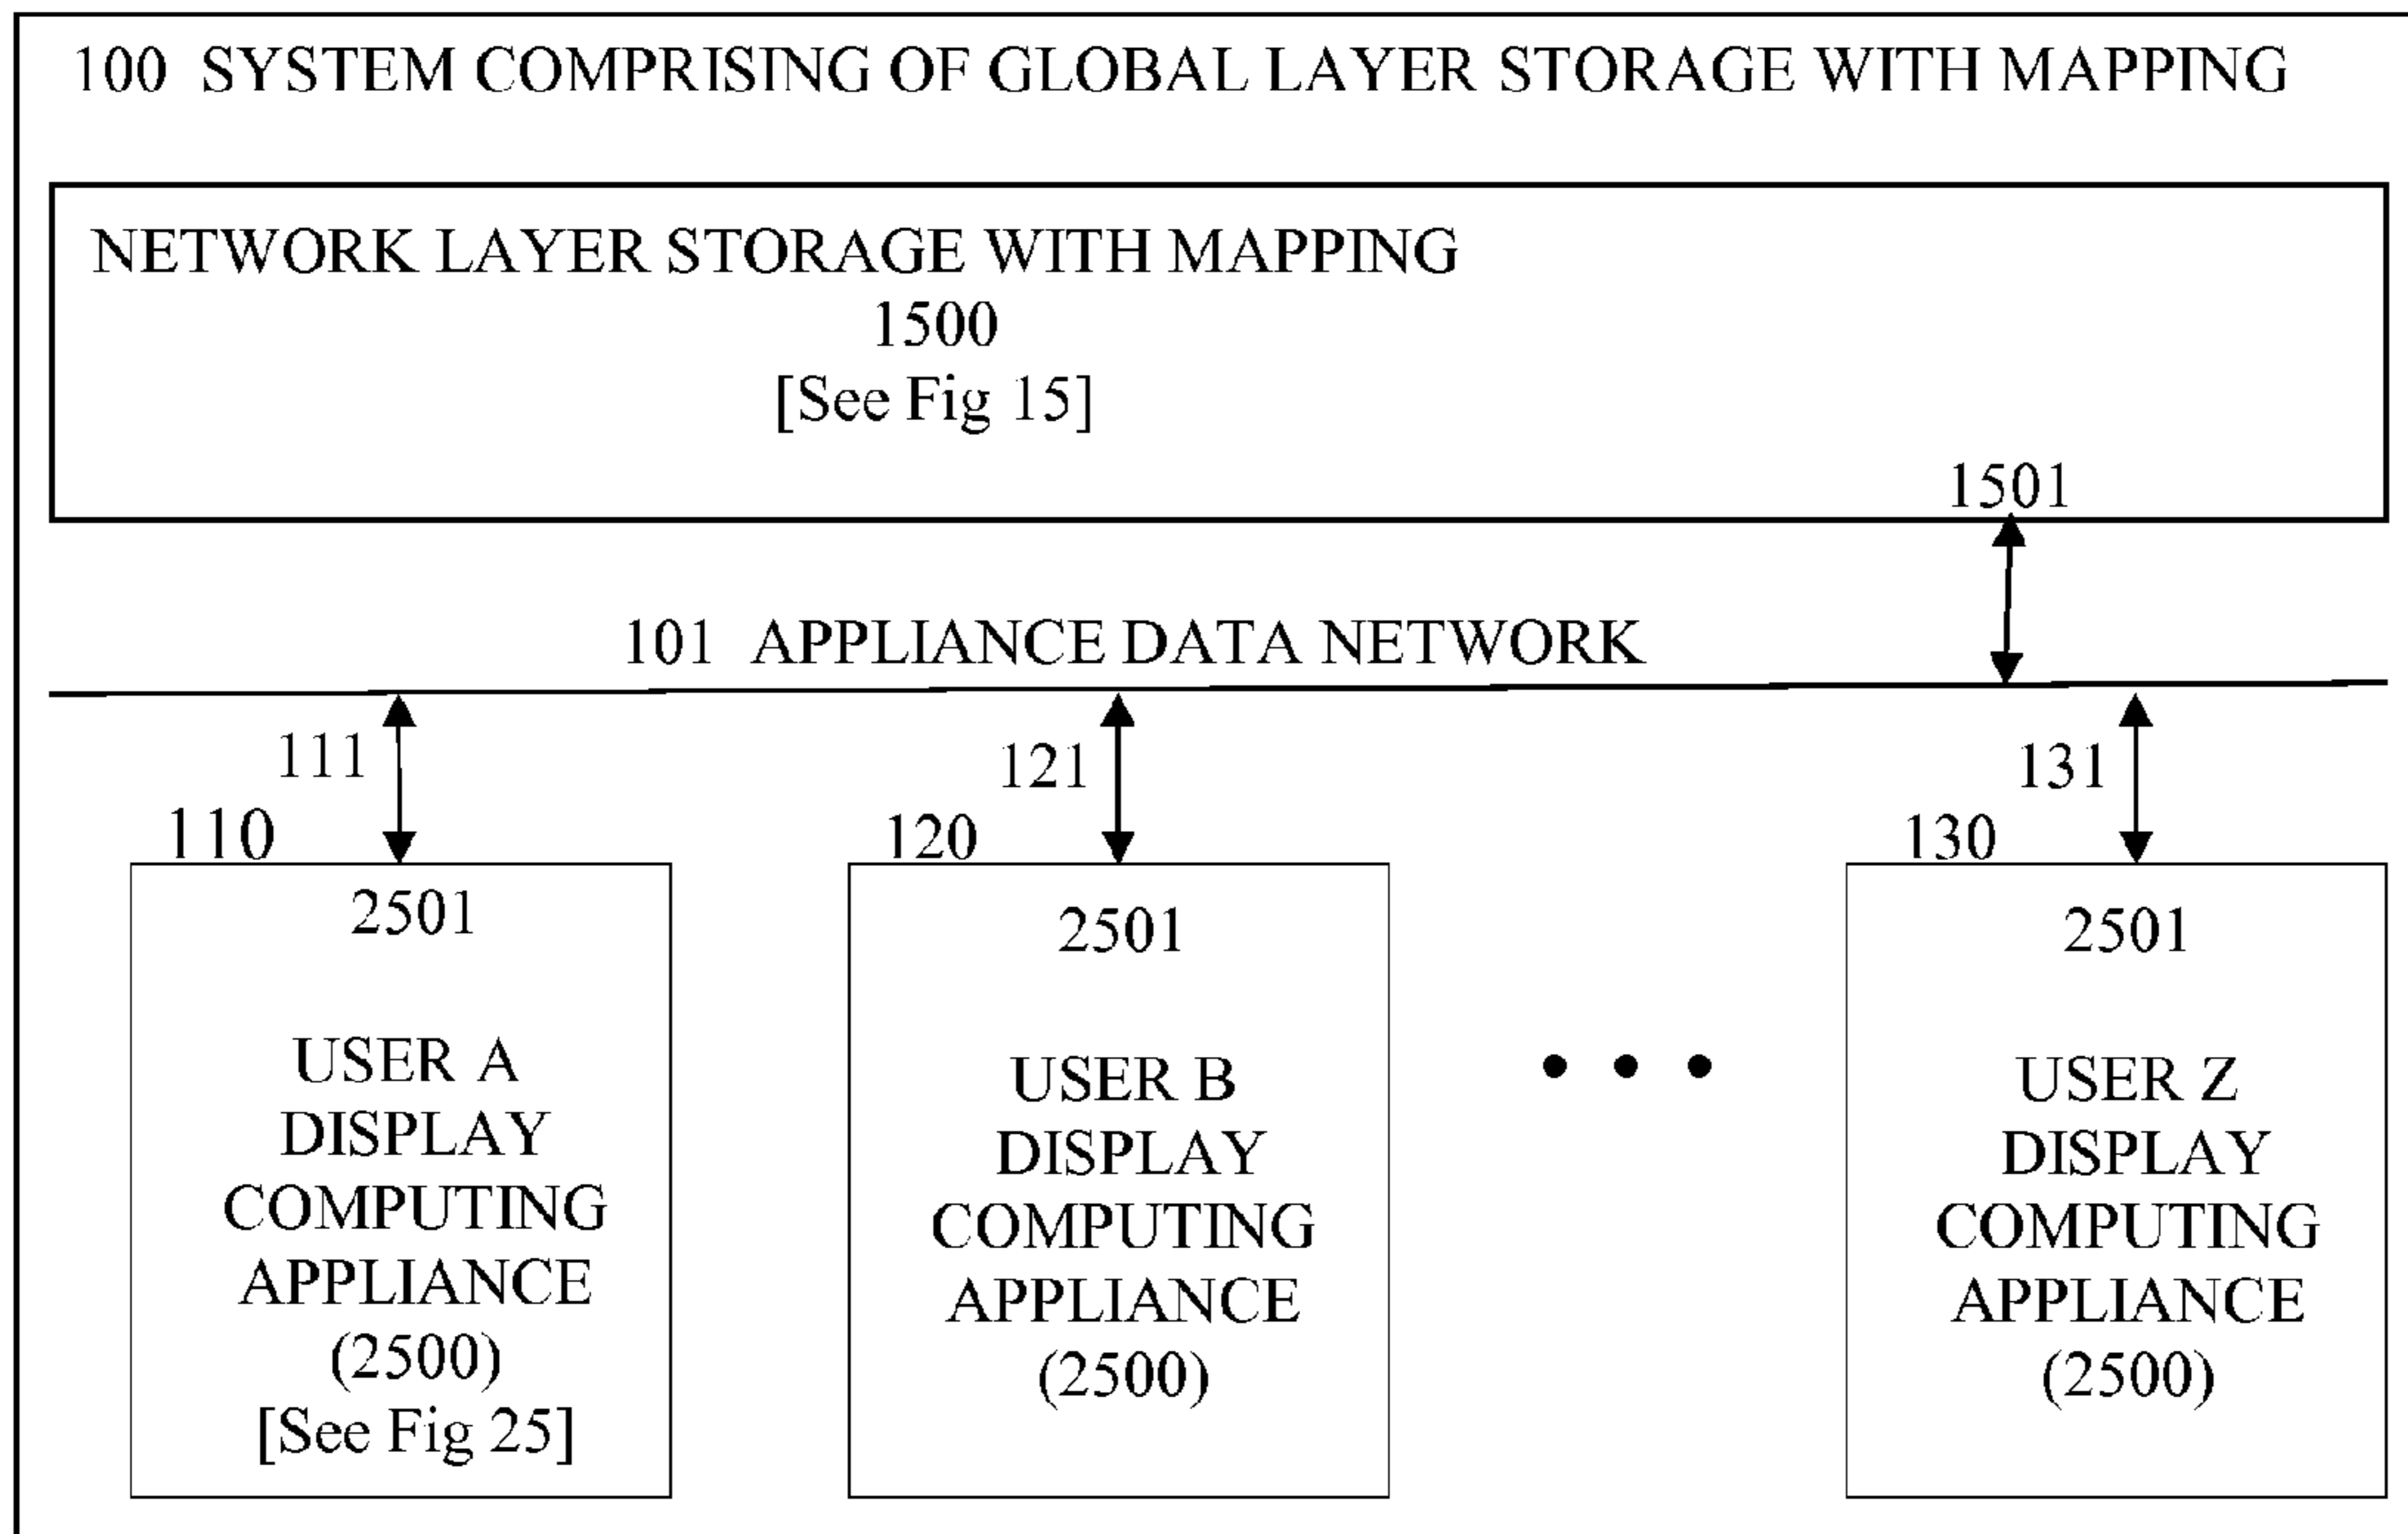 100 SYSTEM COMPRISING OF GLOBAL LAYER STORAGE WITH MAPPING
NETWORK LAYER STORAGE WITH MAPPING
1500
[See Fig 15]
1501
101 APPLIANCE DATA NETWORK
111
121
131
110
120
130
2501
USER A
DISPLAY
COMPUTING
APPLIANCE
(2500)
[See Fig 25]
2501
USER B
DISPLAY
COMPUTING
APPLIANCE
(2500)
• • •
2501
USER Z
DISPLAY
COMPUTING
APPLIANCE
(2500)